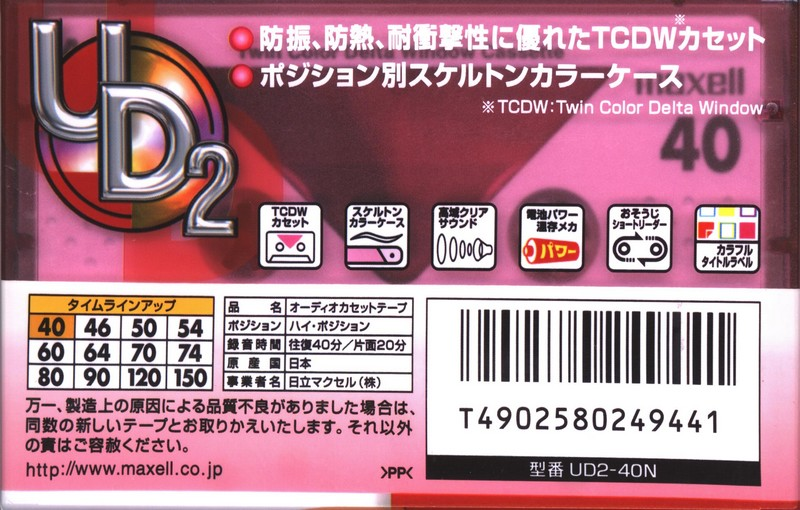 UD2
●防振、防熱、耐衝撃性に優れたTCDWカセット※
●ポジション別スケルトンカラーケース
maxell
※TCDW：Twin Color Delta Window
40
TCDW
カセット
スケルトン
カラーケース
高域クリア
サウンド
電池パワー
温存メカ
パワー
おそうじ
ショートリーダー
カラフル
タイトルラベル
タイムラインアップ
40 46 50 54
60 64 70 74
80 90 120 150
品名 オーディオカセットテープ
ポジション ハイ・ポジション
録音時間 往復40分／片面20分
原産国 日本
事業者名 日立マクセル（株）
万一、製造上の原因による品質不良がありました場合は、
同数の新しいテープとお取りかえいたします。それ以外
の責はご容赦ください。
http://www.maxell.co.jp
>PP<
T4902580249441
型番 UD2-40N